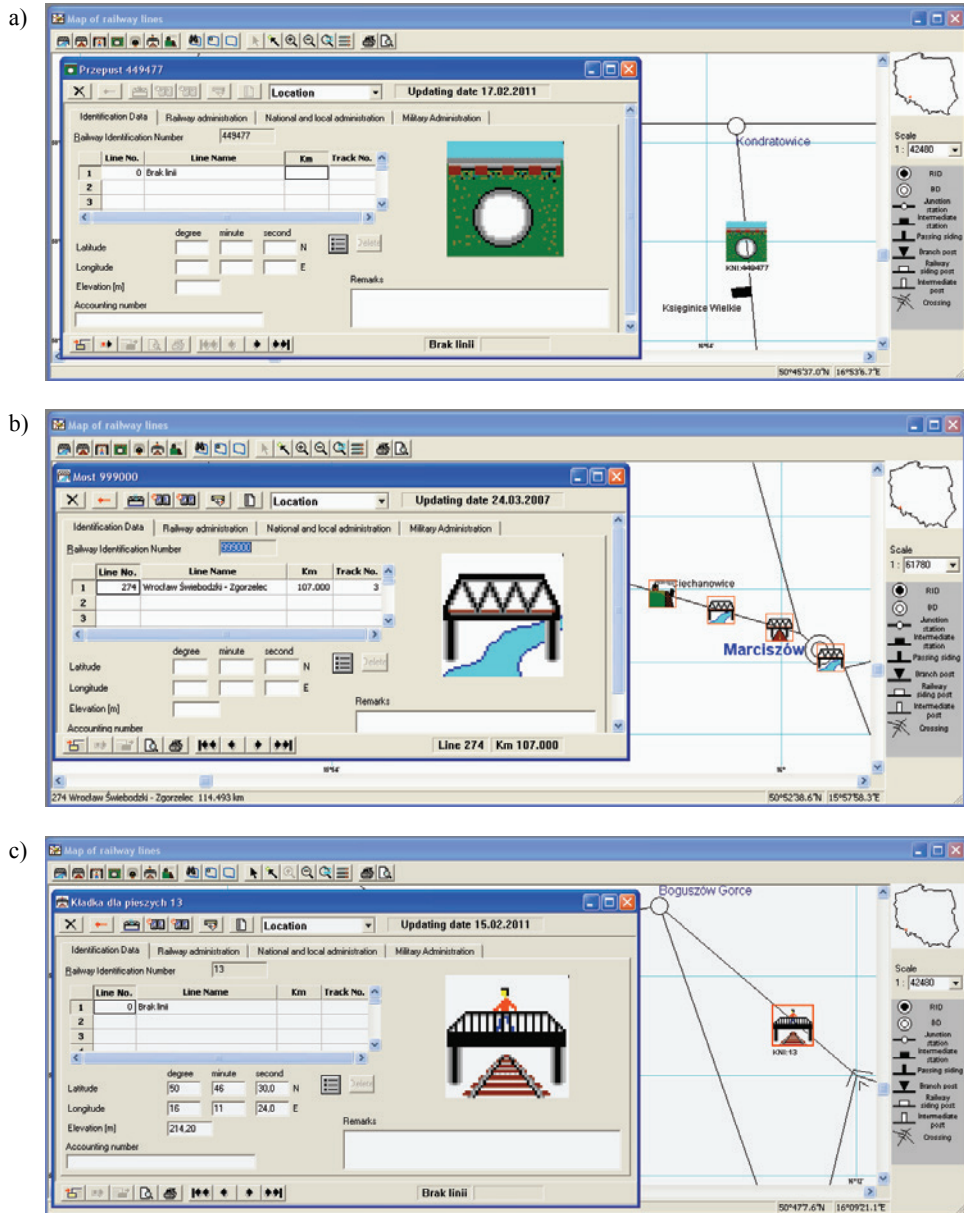 a)
Map of railway lines
Przepust 449477
Location
Updating date 17.02.2011
Identification Data
Railway administration
National and local administration
Military Administration
Railway Identification Number 449477
Line No. Line Name Km Track No.
1 0 Brak linii
2
3
degree minute second
Latitude N
Longitude E
Elevation [m]
Accounting number
Delete
Remarks
Brak linii
Kondratowice
KNI:449477
Księginice Wielkie
Scale
1 : 42480
RID
BD
Junction station
Intermediate station
Passing siding
Branch post
Railway siding post
Intermediate post
Crossing
50°45'37.0"N 16°53'6.7"E
b)
Map of railway lines
Most 999000
Location
Updating date 24.03.2007
Identification Data
Railway administration
National and local administration
Military Administration
Railway Identification Number 999000
Line No. Line Name Km Track No.
1 274 Wrocław Świebodzki - Zgorzelec 107.000 3
2
3
degree minute second
Latitude N
Longitude E
Elevation [m]
Accounting number
Delete
Remarks
Line 274 Km 107.000
Marciszów
Scale
1 : 61780
RID
BD
Junction station
Intermediate station
Passing siding
Branch post
Railway siding post
Intermediate post
Crossing
274 Wrocław Świebodzki - Zgorzelec 114.493 km
50°52'38.6"N 15°57'58.3"E
c)
Map of railway lines
Kładka dla pieszych 13
Location
Updating date 15.02.2011
Identification Data
Railway administration
National and local administration
Military Administration
Railway Identification Number 13
Line No. Line Name Km Track No.
1 0 Brak linii
2
3
degree minute second
Latitude 50 46 30,0 N
Longitude 16 11 24,0 E
Elevation [m] 214,20
Accounting number
Delete
Remarks
Brak linii
Boguszów Gorce
KNI:13
Scale
1 : 42480
RID
BD
Junction station
Intermediate station
Passing siding
Branch post
Railway siding post
Intermediate post
Crossing
50°47'7.6"N 16°09'21.1"E